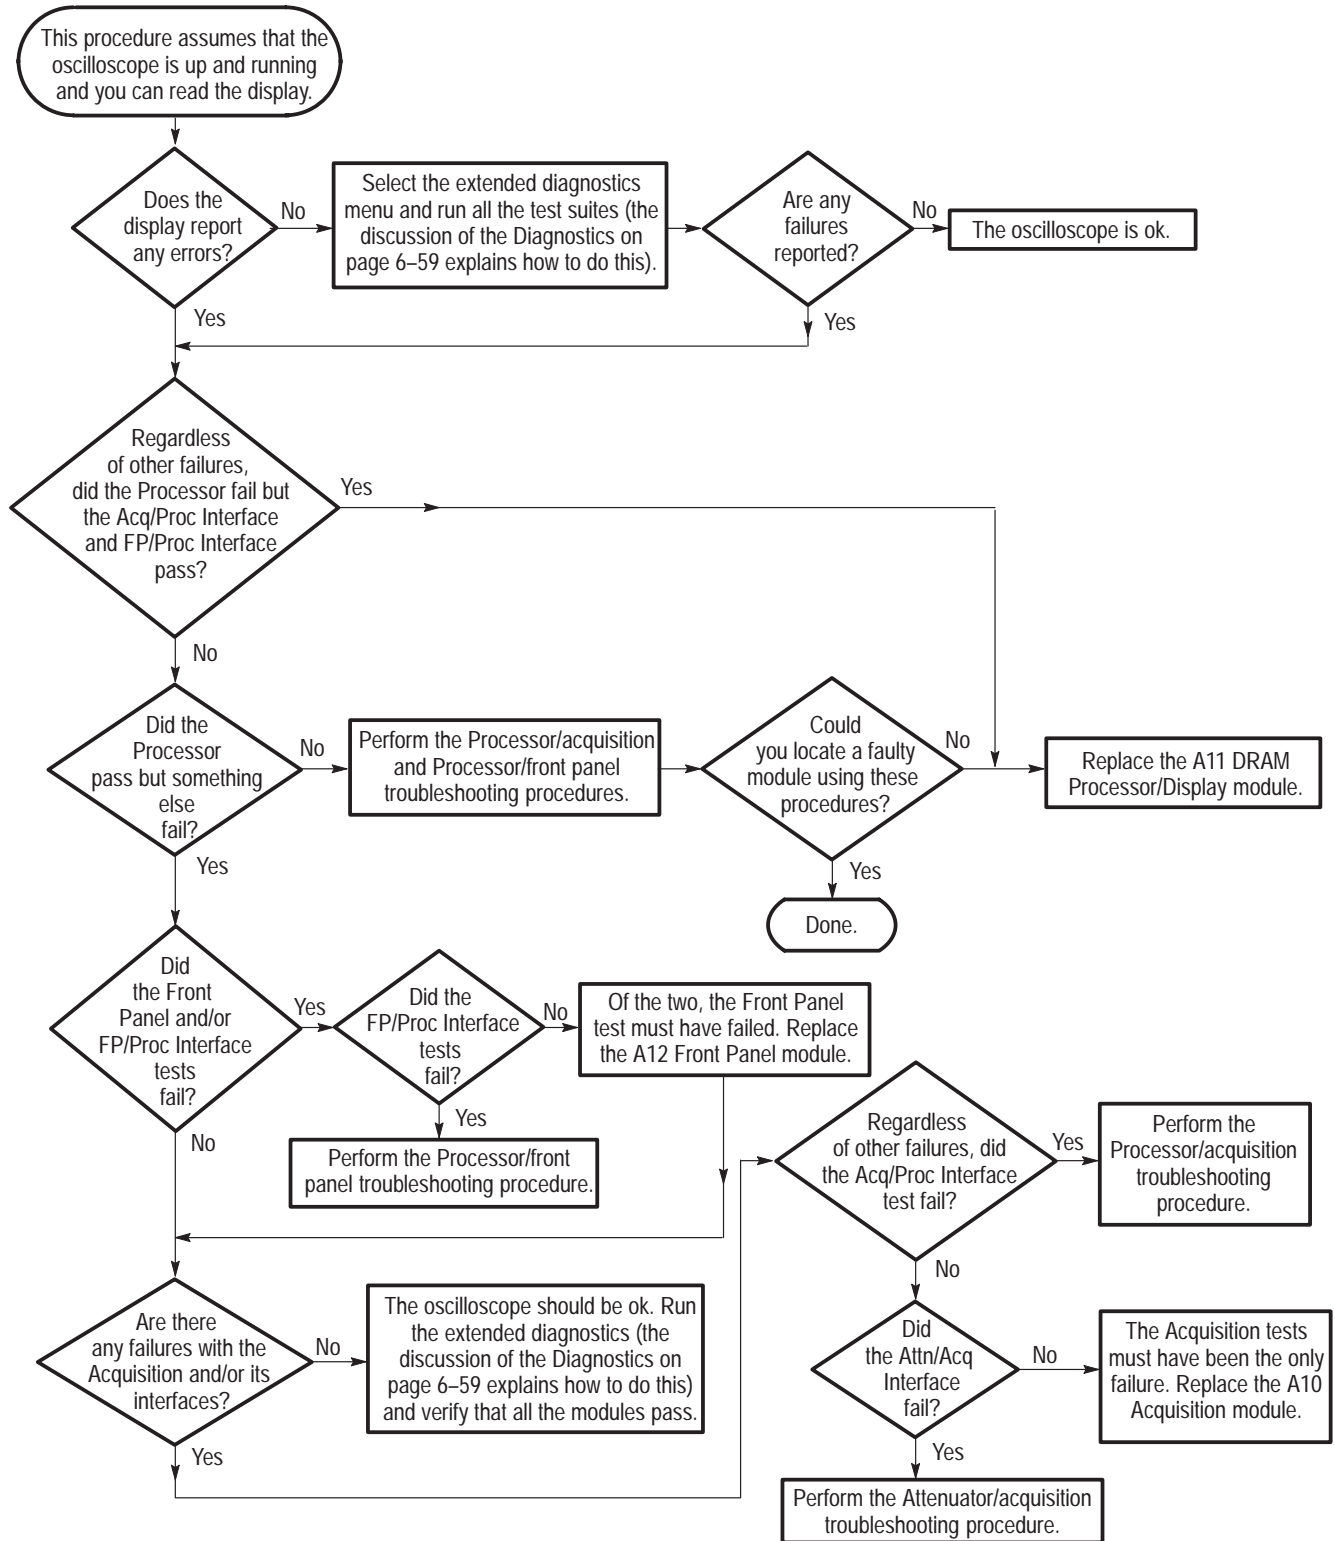 This procedure assumes that the
oscilloscope is up and running
and you can read the display.
Does the
display report
any errors?
No
Select the extended diagnostics
menu and run all the test suites (the
discussion of the Diagnostics on
page 6–59 explains how to do this).
Are any
failures
reported?
No
The oscilloscope is ok.
Yes
Yes
Regardless
of other failures,
did the Processor fail but
the Acq/Proc Interface
and FP/Proc Interface
pass?
Yes
No
Did the
Processor
pass but something
else
fail?
No
Perform the Processor/acquisition
and Processor/front panel
troubleshooting procedures.
Could
you locate a faulty
module using these
procedures?
No
Replace the A11 DRAM
Processor/Display module.
Yes
Yes
Done.
Did
the Front
Panel and/or
FP/Proc Interface
tests
fail?
Yes
Did the
FP/Proc Interface
tests
fail?
No
Of the two, the Front Panel
test must have failed. Replace
the A12 Front Panel module.
Yes
No
Perform the Processor/front
panel troubleshooting procedure.
Regardless
of other failures, did
the Acq/Proc Interface
test fail?
Yes
Perform the
Processor/acquisition
troubleshooting
procedure.
No
Are there
any failures with the
Acquisition and/or its
interfaces?
No
The oscilloscope should be ok. Run
the extended diagnostics (the
discussion of the Diagnostics on
page 6–59 explains how to do this)
and verify that all the modules pass.
Yes
Did
the Attn/Acq
Interface
fail?
No
The Acquisition tests
must have been the only
failure. Replace the A10
Acquisition module.
Yes
Perform the Attenuator/acquisition
troubleshooting procedure.